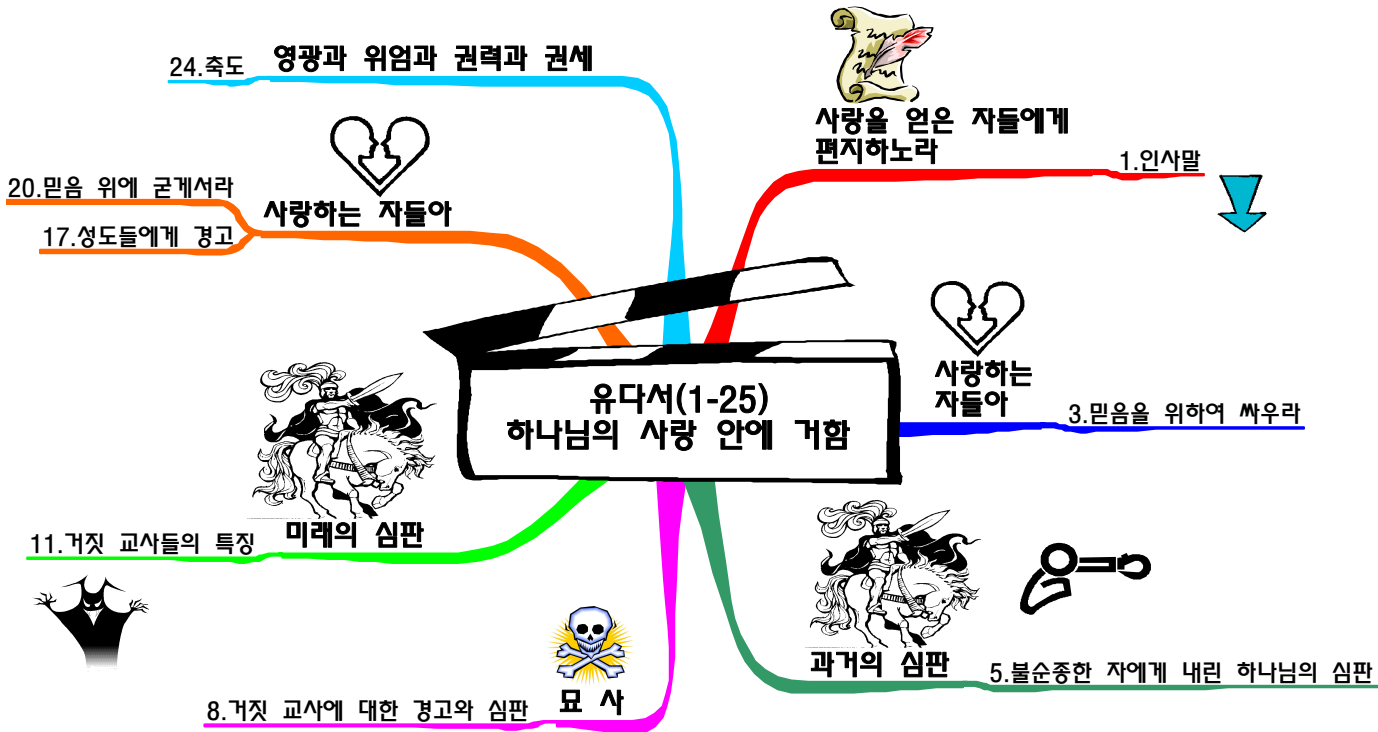 유다서(1-25)
하나님의 사랑 안에 거함
사랑을 얻은 자들에게
편지하노라
1.인사말
사랑하는
자들아
3.믿음을 위하여 싸우라
과거의 심판
5.불순종한 자에게 내린 하나님의 심판
묘 사
8.거짓 교사에 대한 경고와 심판
미래의 심판
11.거짓 교사들의 특징
사랑하는 자들아
17.성도들에게 경고
20.믿음 위에 굳게서라
영광과 위엄과 권력과 권세
24.축도